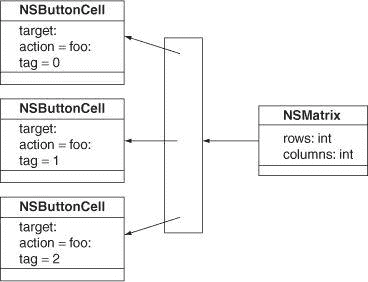 NSButtonCell
target:
action = foo:
tag = 0
NSButtonCell
target:
action = foo:
tag = 1
NSMatrix
rows: int
columns: int
NSButtonCell
target:
action = foo:
tag = 2